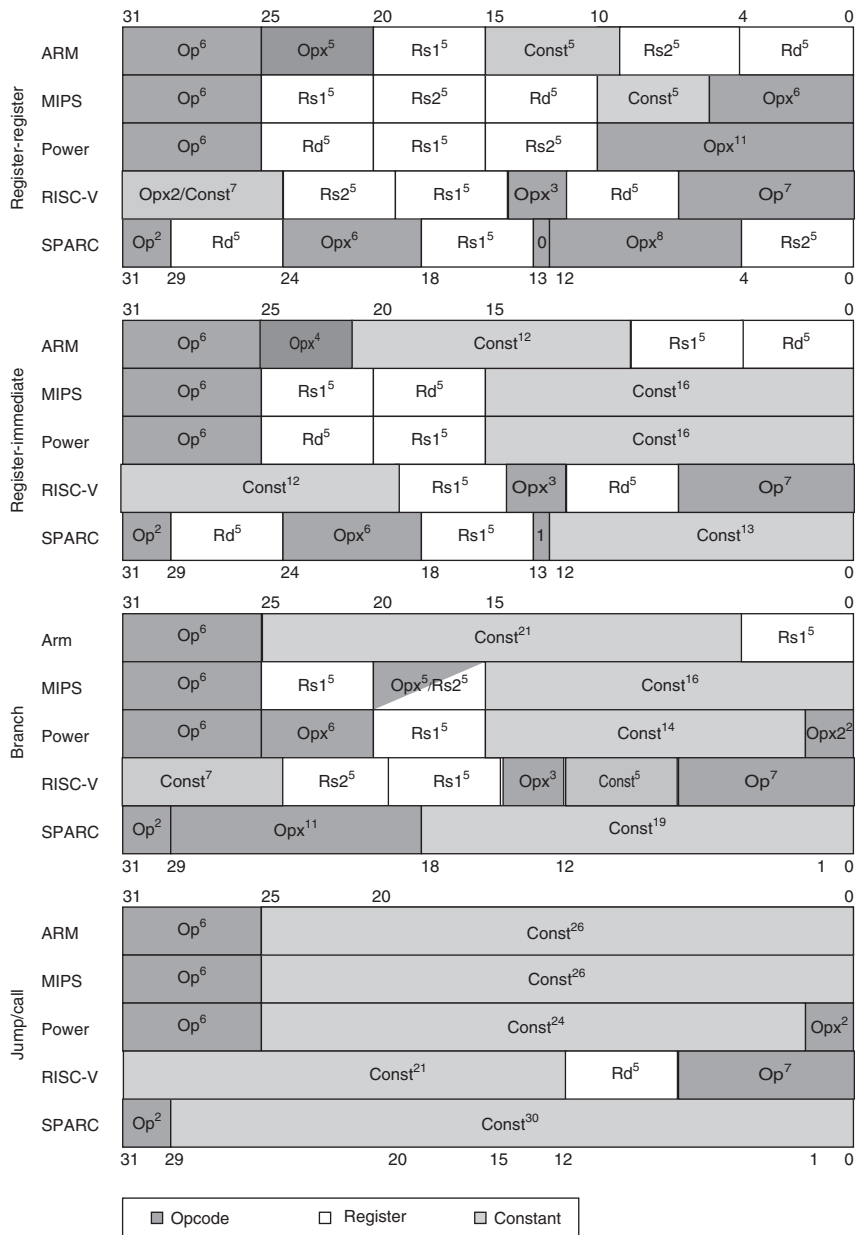 31 25 20 15 10 4 0
Register-register
ARM Op⁶ Opx⁵ Rs1⁵ Const⁵ Rs2⁵ Rd⁵
MIPS Op⁶ Rs1⁵ Rs2⁵ Rd⁵ Const⁵ Opx⁶
Power Op⁶ Rd⁵ Rs1⁵ Rs2⁵ Opx¹¹
RISC-V Opx2/Const⁷ Rs2⁵ Rs1⁵ Opx³ Rd⁵ Op⁷
SPARC Op² Rd⁵ Opx⁶ Rs1⁵ 0 Opx⁸ Rs2⁵
31 29 24 18 13 12 4 0
31 25 20 15 0
Register-immediate
ARM Op⁶ Opx⁴ Const¹² Rs1⁵ Rd⁵
MIPS Op⁶ Rs1⁵ Rd⁵ Const¹⁶
Power Op⁶ Rd⁵ Rs1⁵ Const¹⁶
RISC-V Const¹² Rs1⁵ Opx³ Rd⁵ Op⁷
SPARC Op² Rd⁵ Opx⁶ Rs1⁵ 1 Const¹³
31 29 24 18 13 12 0
31 25 20 15 0
Branch
Arm Op⁶ Const²¹ Rs1⁵
MIPS Op⁶ Rs1⁵ Opx⁵/Rs2⁵ Const¹⁶
Power Op⁶ Opx⁶ Rs1⁵ Const¹⁴ Opx2²
RISC-V Const⁷ Rs2⁵ Rs1⁵ Opx³ Const⁵ Op⁷
SPARC Op² Opx¹¹ Const¹⁹
31 29 18 12 1 0
31 25 20 0
Jump/call
ARM Op⁶ Const²⁶
MIPS Op⁶ Const²⁶
Power Op⁶ Const²⁴ Opx²
RISC-V Const²¹ Rd⁵ Op⁷
SPARC Op² Const³⁰
31 29 20 15 12 1 0
Opcode Register Constant